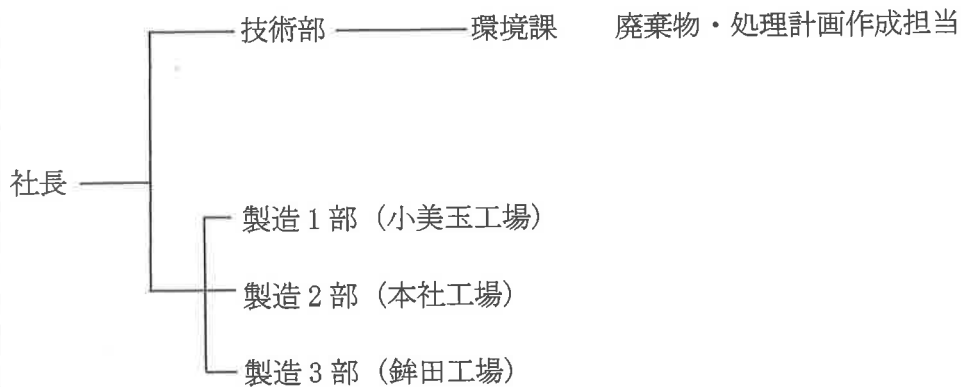 技術部 環境課 廃棄物・処理計画作成担当
社長
製造1部（小美玉工場）
製造2部（本社工場）
製造3部（鉾田工場）